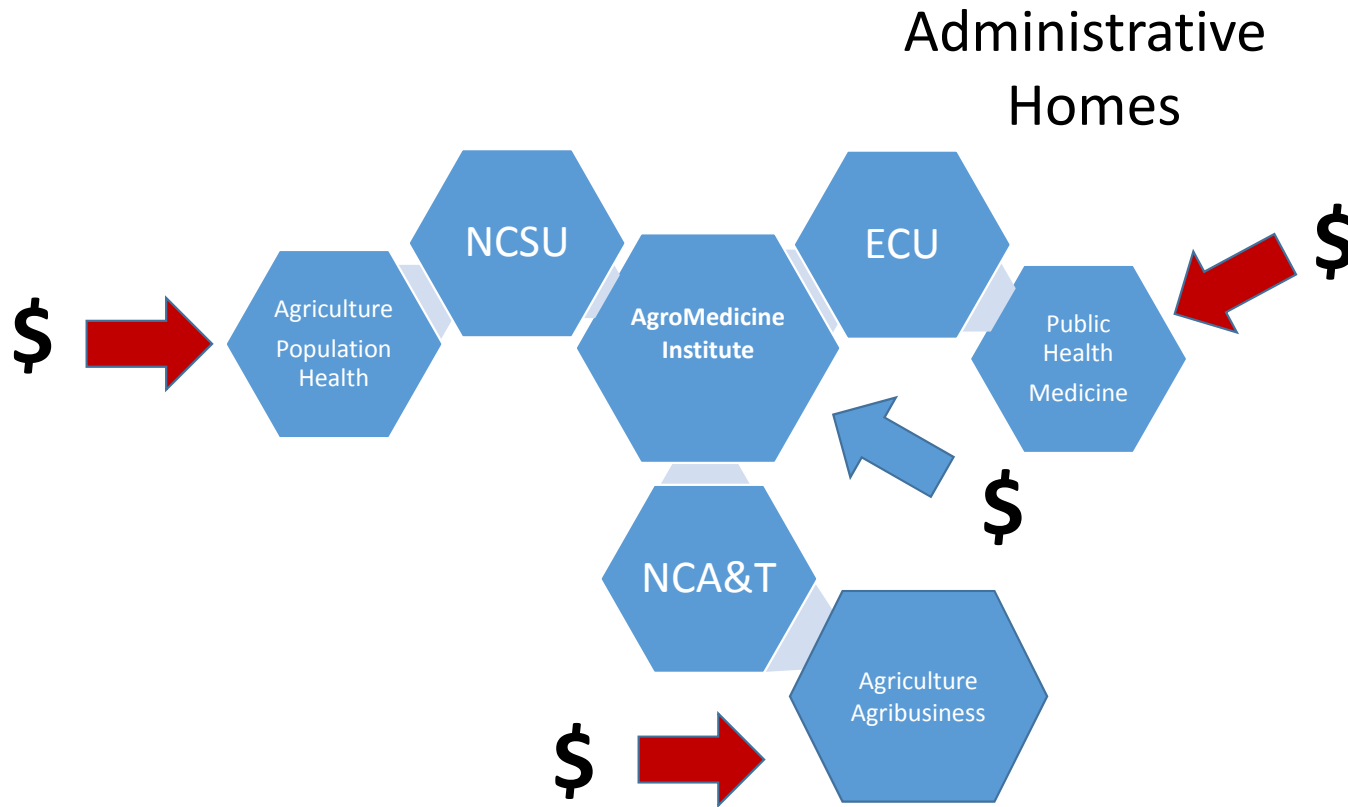 Administrative
Homes
NCSU
ECU
$
Agriculture
Population
Health
$
AgroMedicine
Institute
Public
Health
Medicine
$
NCA&T
Agriculture
Agribusiness
$